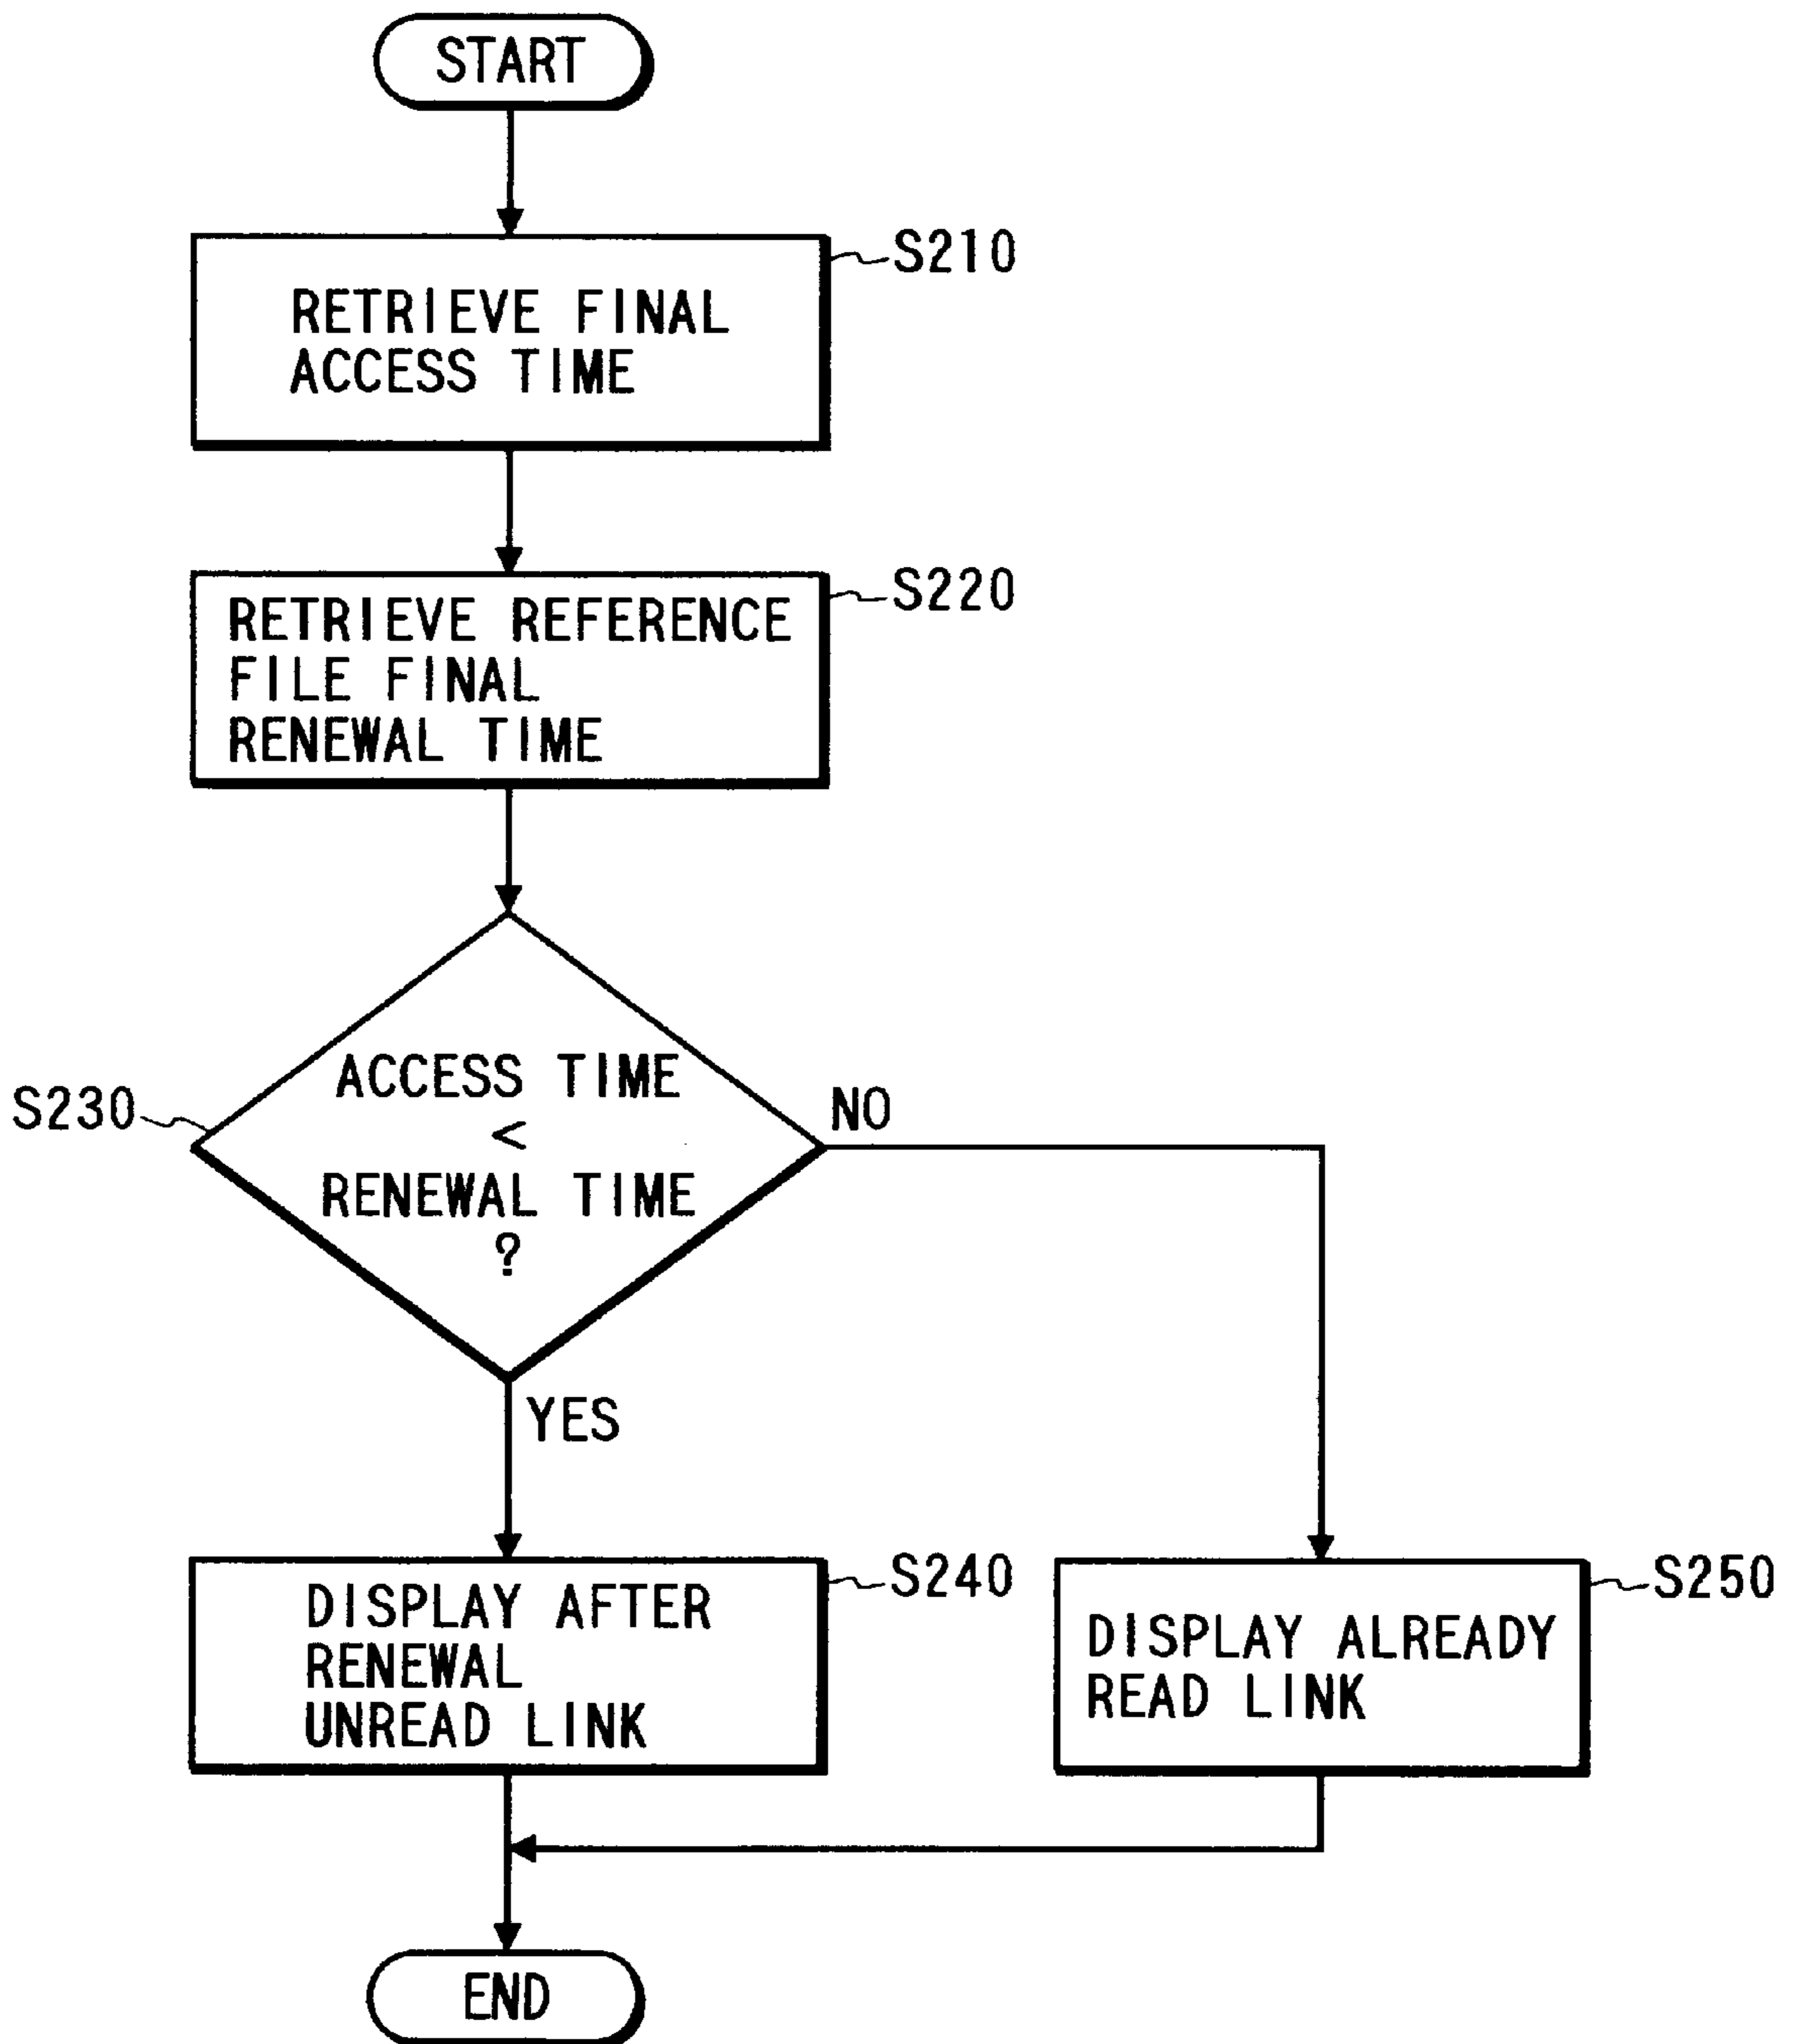 START
S210
RETRIEVE FINAL
ACCESS TIME
S220
RETRIEVE REFERENCE
FILE FINAL
RENEWAL TIME
S230
ACCESS TIME
<
RENEWAL TIME
?
NO
YES
S240
DISPLAY AFTER
RENEWAL
UNREAD LINK
S250
DISPLAY ALREADY
READ LINK
END